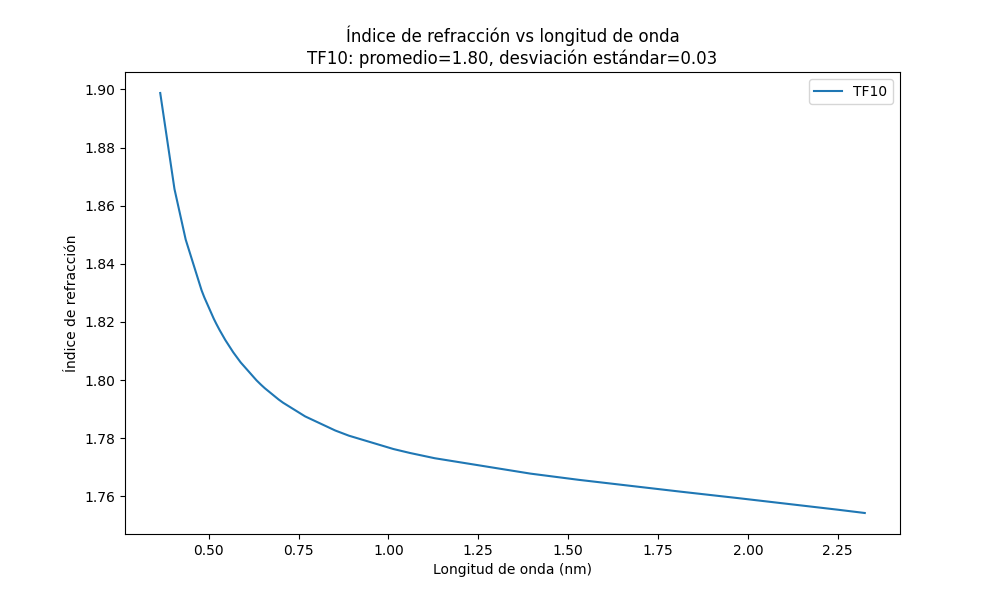 Índice de refracción vs longitud de onda
TF10: promedio=1.80, desviación estándar=0.03
TF10
1.90
1.88
1.86
1.84
1.82
1.80
1.78
1.76
Índice de refracción
0.50 0.75 1.00 1.25 1.50 1.75 2.00 2.25
Longitud de onda (nm)